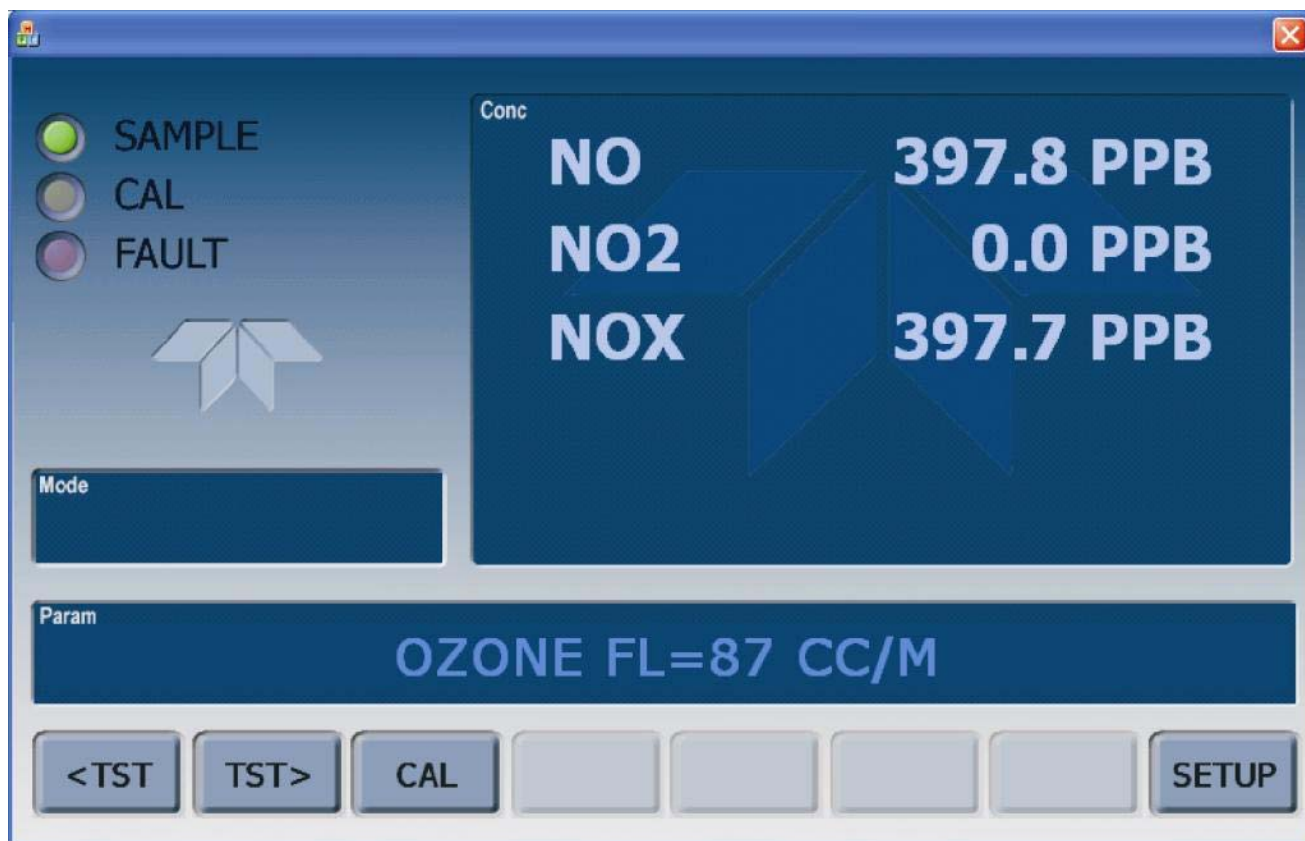 SAMPLE
CAL
FAULT
Conc
NO 397.8 PPB
NO2 0.0 PPB
NOX 397.7 PPB
Mode
Param
OZONE FL=87 CC/M
<TST TST> CAL SETUP